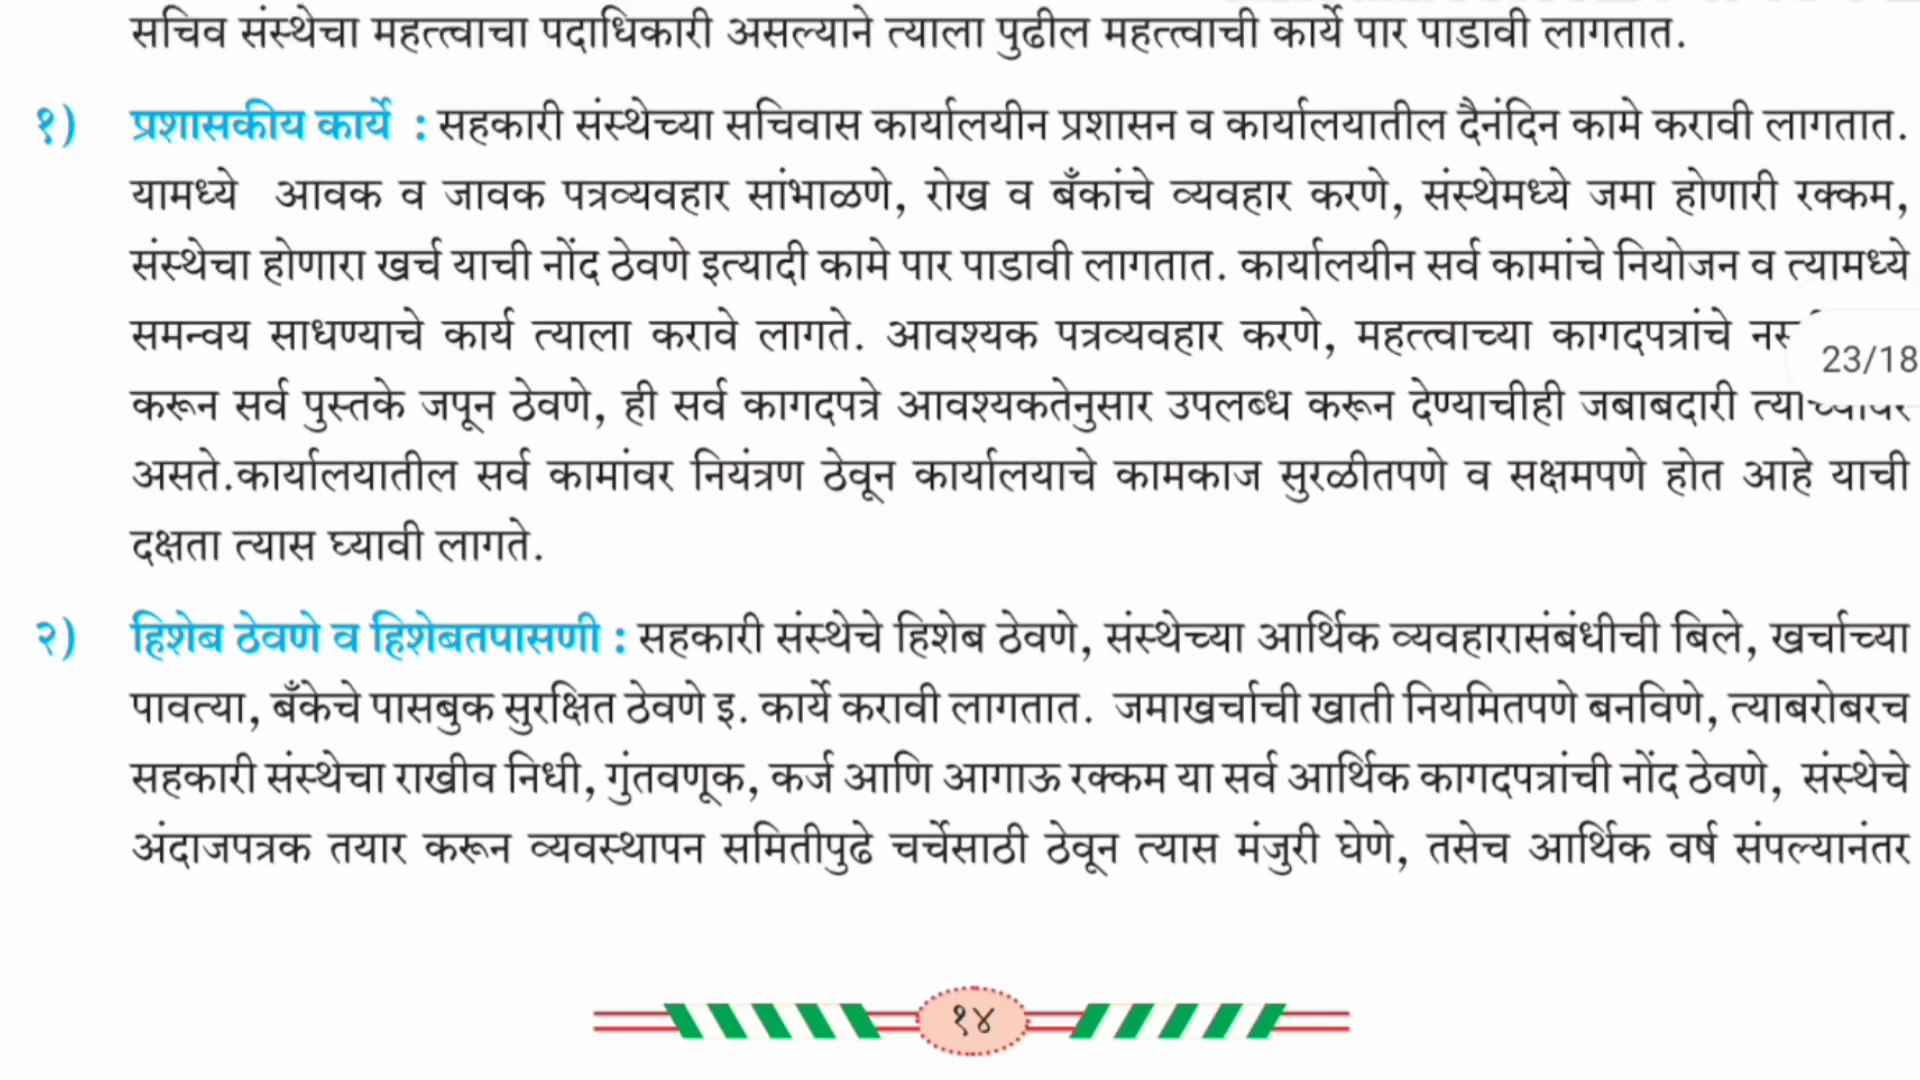 सचिव संस्थेचा महत्त्वाचा पदाधिकारी असल्याने त्याला पुढील महत्त्वाची कार्ये पार पाडावी लागतात.
१) प्रशासकीय कार्ये : सहकारी संस्थेच्या सचिवास कार्यालयीन प्रशासन व कार्यालयातील दैनंदिन कामे करावी लागतात.
यामध्ये आवक व जावक पत्रव्यवहार सांभाळणे, रोख व बँकांचे व्यवहार करणे, संस्थेमध्ये जमा होणारी रक्कम,
संस्थेचा होणारा खर्च याची नोंद ठेवणे इत्यादी कामे पार पाडावी लागतात. कार्यालयीन सर्व कामांचे नियोजन व त्यामध्ये
समन्वय साधण्याचे कार्य त्याला करावे लागते. आवश्यक पत्रव्यवहार करणे, महत्त्वाच्या कागदपत्रांचे
23/18
करून सर्व पुस्तके जपून ठेवणे, ही सर्व कागदपत्रे आवश्यकतेनुसार उपलब्ध करून देण्याचीही जबाबदारी
असते.कार्यालयातील सर्व कामांवर नियंत्रण ठेवून कार्यालयाचे कामकाज सुरळीतपणे व सक्षमपणे होत आहे याची
दक्षता त्यास घ्यावी लागते.
२) हिशेब ठेवणे व हिशेबतपासणी : सहकारी संस्थेचे हिशेब ठेवणे, संस्थेच्या आर्थिक व्यवहारासंबंधीची बिले, खर्चाच्या
पावत्या, बँकेचे पासबुक सुरक्षित ठेवणे इ. कार्ये करावी लागतात. जमाखर्चाची खाती नियमितपणे बनविणे, त्याबरोबरच
सहकारी संस्थेचा राखीव निधी, गुंतवणूक, कर्ज आणि आगाऊ रक्कम या सर्व आर्थिक कागदपत्रांची नोंद ठेवणे, संस्थेचे
अंदाजपत्रक तयार करून व्यवस्थापन समितीपुढे चर्चेसाठी ठेवून त्यास मंजुरी घेणे, तसेच आर्थिक वर्ष संपल्यानंतर
१४